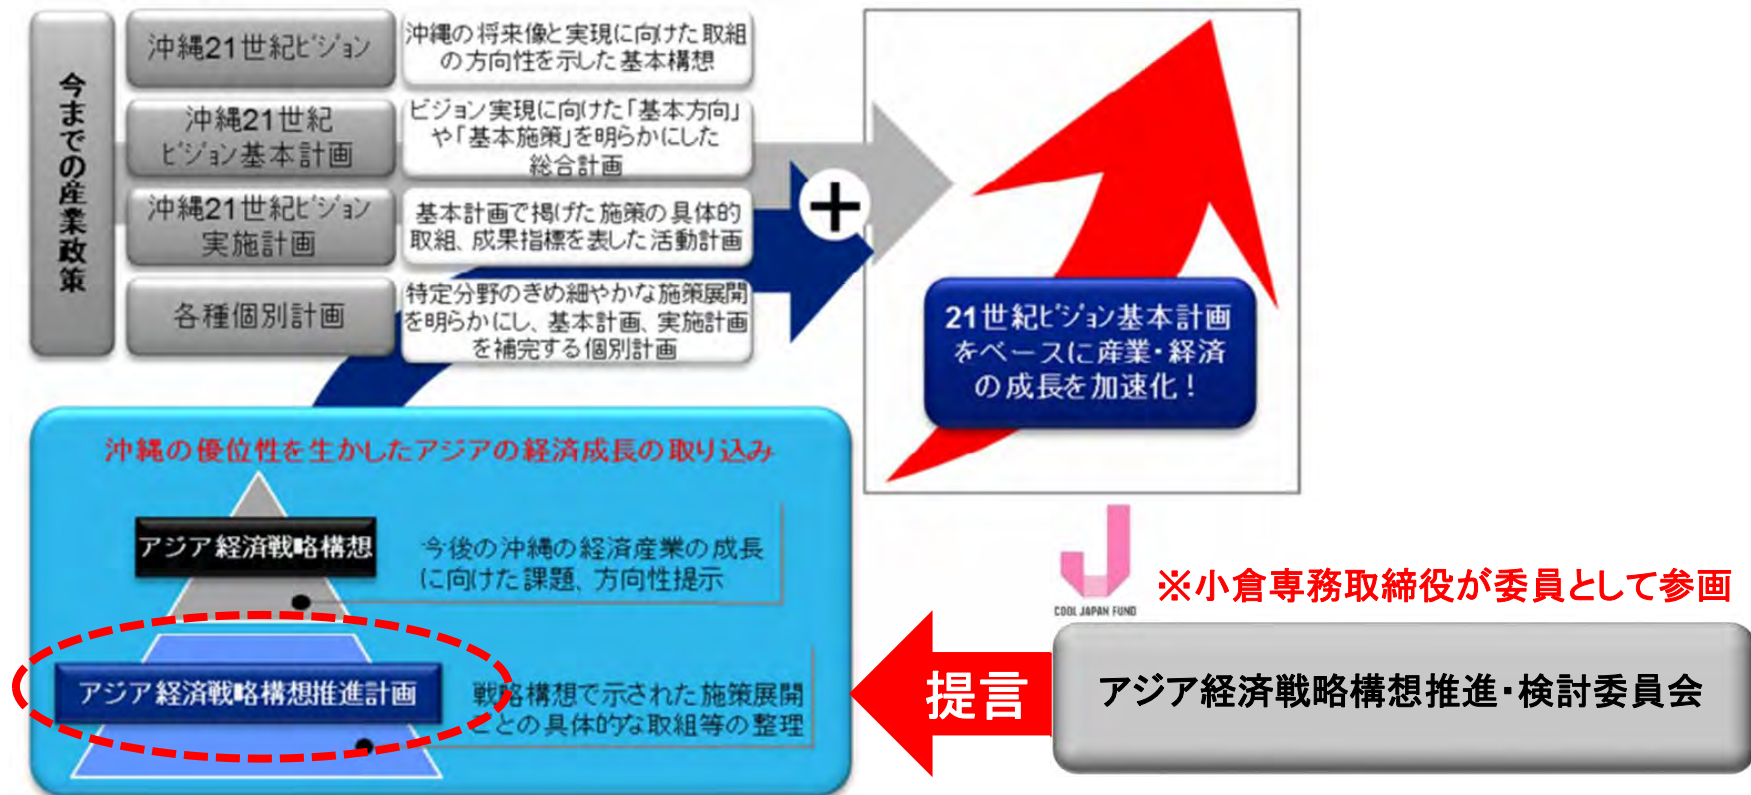 今までの産業政策
沖縄21世紀ビジョン
沖縄の将来像と実現に向けた取組
の方向性を示した基本構想
沖縄21世紀
ビジョン基本計画
ビジョン実現に向けた「基本方向」
や「基本施策」を明らかにした
総合計画
沖縄21世紀ビジョン
実施計画
基本計画で掲げた施策の具体的
取組、成果指標を表した活動計画
各種個別計画
特定分野のきめ細やかな施策展開
を明らかにし、基本計画、実施計画
を補完する個別計画
+
21世紀ビジョン基本計画
をベースに産業・経済
の成長を加速化!
沖縄の優位性を生かしたアジアの経済成長の取り込み
アジア経済戦略構想
今後の沖縄の経済産業の成長
に向けた課題、方向性提示
アジア経済戦略構想推進計画
戦略構想で示された施策展開
ごとの具体的な取組等の整理
COOL JAPAN FUND
※小倉専務取締役が委員として参画
提言
アジア経済戦略構想推進・検討委員会